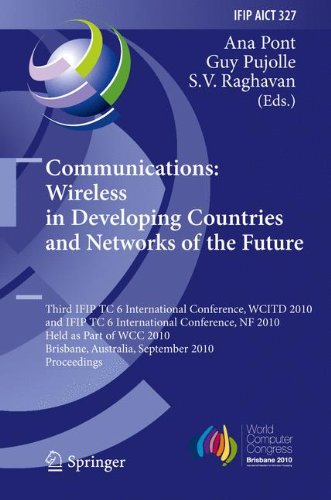 IFIP AICT 327
Ana Pont
Guy Pujolle
S.V. Raghavan
(Eds.)
Communications:
Wireless
in Developing Countries
and Networks of the Future
Third IFIP TC 6 International Conference, WCITD 2010
and IFIP TC 6 International Conference, NF 2010
Held as Part of WCC 2010
Brisbane, Australia, September 2010
Proceedings
World
Computer
Congress
Brisbane 2010
Springer